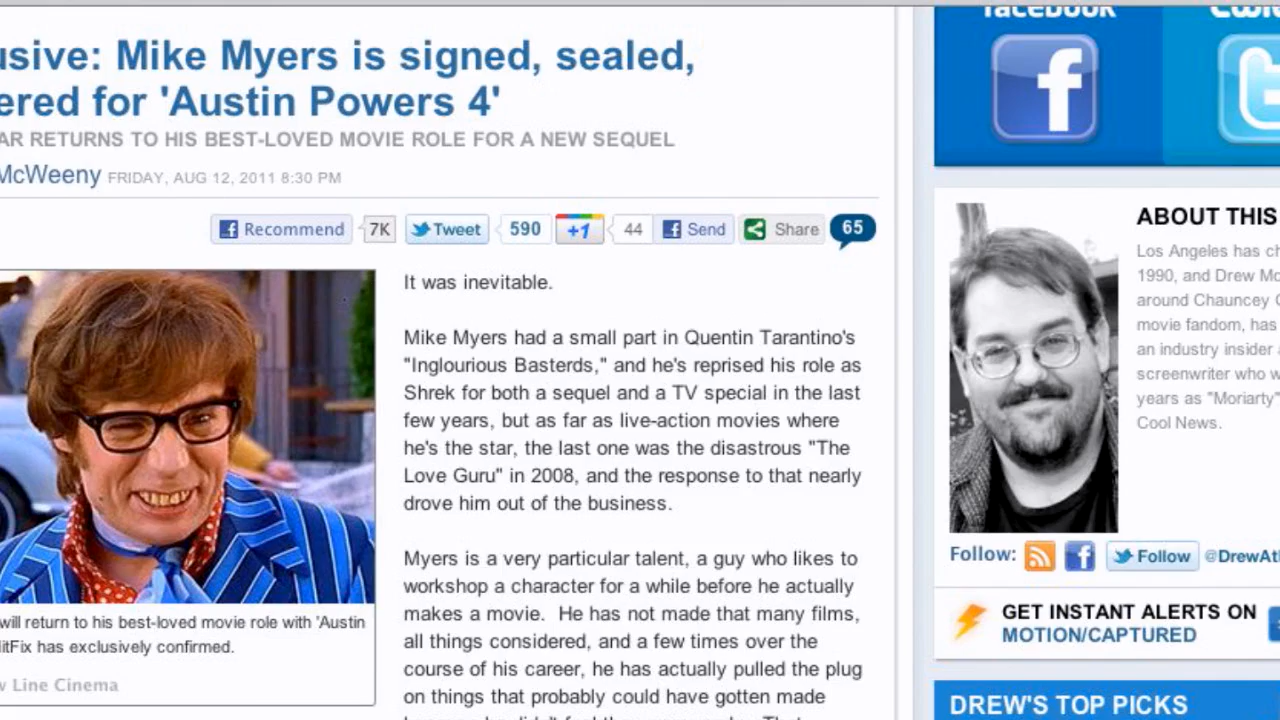 usive: Mike Myers is signed, sealed,
ered for 'Austin Powers 4'
AR RETURNS TO HIS BEST-LOVED MOVIE ROLE FOR A NEW SEQUEL
McWeeny FRIDAY, AUG 12, 2011 8:30 PM
Recommend 7K Tweet 590 +1 44 Send Share 65
It was inevitable.
Mike Myers had a small part in Quentin Tarantino's
"Inglourious Basterds," and he's reprised his role as
Shrek for both a sequel and a TV special in the last
few years, but as far as live-action movies where
he's the star, the last one was the disastrous "The
Love Guru" in 2008, and the response to that nearly
drove him out of the business.
Myers is a very particular talent, a guy who likes to
workshop a character for a while before he actually
makes a movie. He has not made that many films,
all things considered, and a few times over the
course of his career, he has actually pulled the plug
on things that probably could have gotten made
will return to his best-loved movie role with 'Austin
itFix has exclusively confirmed.
w Line Cinema
facebook
ABOUT THIS
Los Angeles has ch
1990, and Drew Mc
around Chauncey G
movie fandom, has
an industry insider
screenwriter who w
years as "Moriarty"
Cool News.
Follow: Follow @DrewAt
GET INSTANT ALERTS ON
MOTION/CAPTURED
DREW'S TOP PICKS